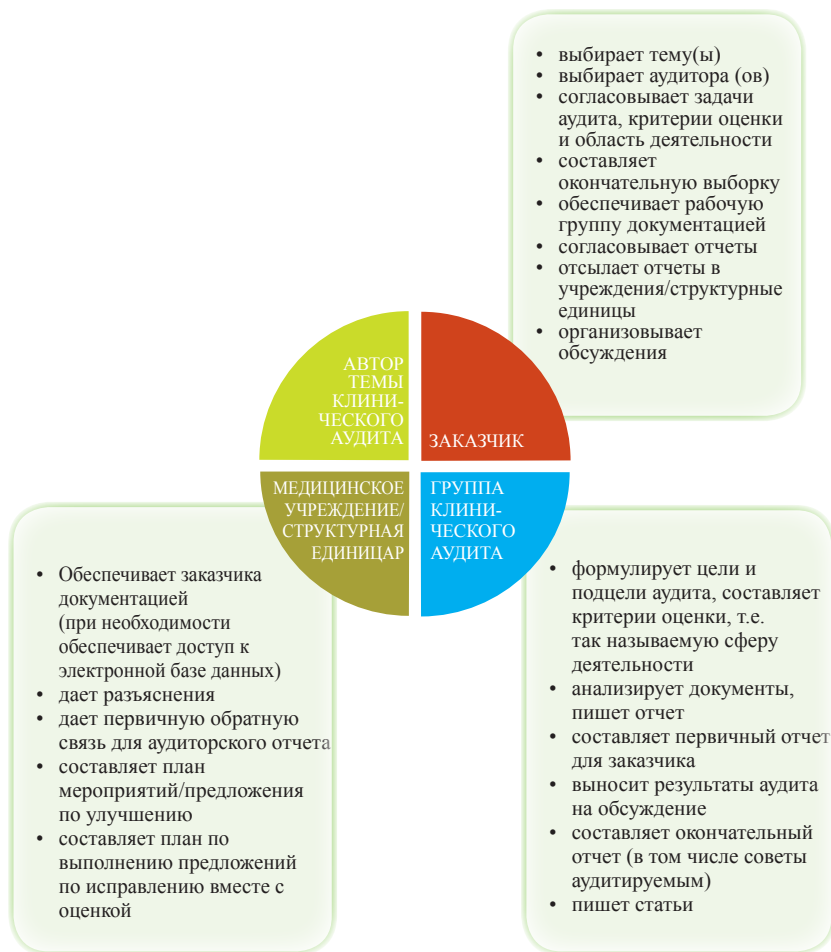 • выбирает тему(ы)
• выбирает аудитора (ов)
• согласовывает задачи
аудита, критерии оценки
и область деятельности
• составляет
окончательную выборку
• обеспечивает рабочую
группу документацией
• согласовывает отчеты
• отсылает отчеты в
учреждения/структурные
единицы
• организовывает
обсуждения
АВТОР
ТЕМЫ
КЛИНИ-
ЧЕСКОГО
АУДИТА
ЗАКАЗЧИК
МЕДИЦИНСКОЕ
УЧРЕЖДЕНИЕ/
СТРУКТУРНАЯ
ЕДИНИЦАР
ГРУППА
КЛИНИ-
ЧЕСКОГО
АУДИТА
• Обеспечивает заказчика
документацией
(при необходимости
обеспечивает доступ к
электронной базе данных)
• дает разъяснения
• дает первичную обратную
связь для аудиторского отчета
• составляет план
мероприятий/предложения
по улучшению
• составляет план по
выполнению предложений
по исправлению вместе с
оценкой
• формулирует цели и
подцели аудита, составляет
критерии оценки, т.е.
так называемую сферу
деятельности
• анализирует документы,
пишет отчет
• составляет первичный отчет
для заказчика
• выносит результаты аудита
на обсуждение
• составляет окончательный
отчет (в том числе советы
аудитируемым)
• пишет статьи